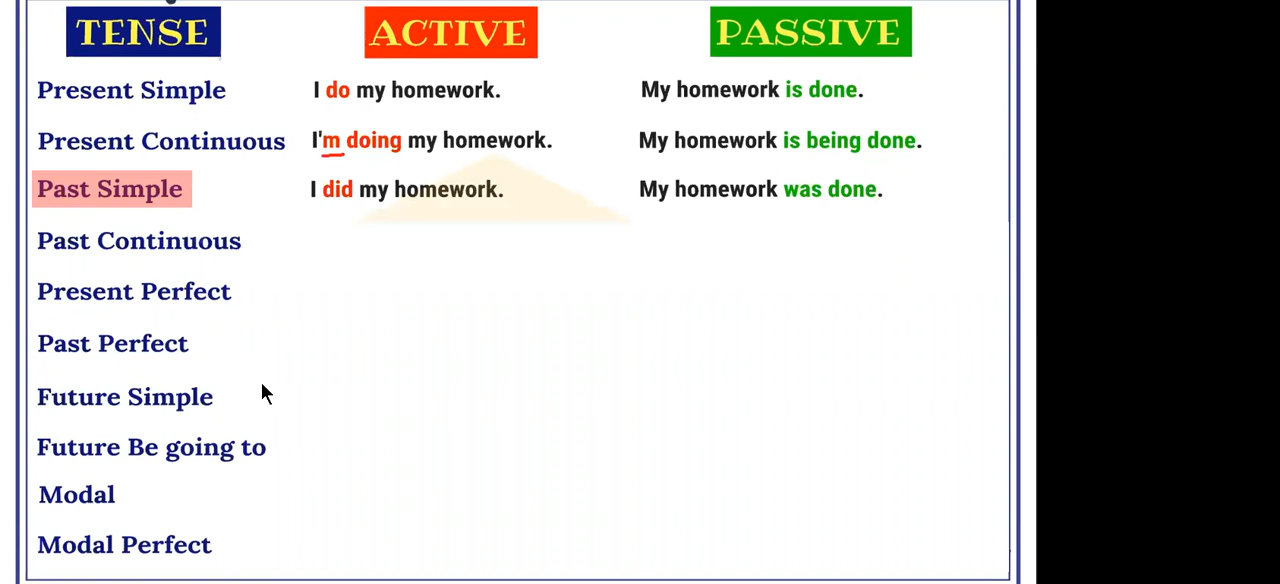 TENSE ACTIVE PASSIVE
Present Simple I do my homework. My homework is done.
Present Continuous I'm doing my homework. My homework is being done.
Past Simple I did my homework. My homework was done.
Past Continuous
Present Perfect
Past Perfect
Future Simple
Future Be going to
Modal
Modal Perfect